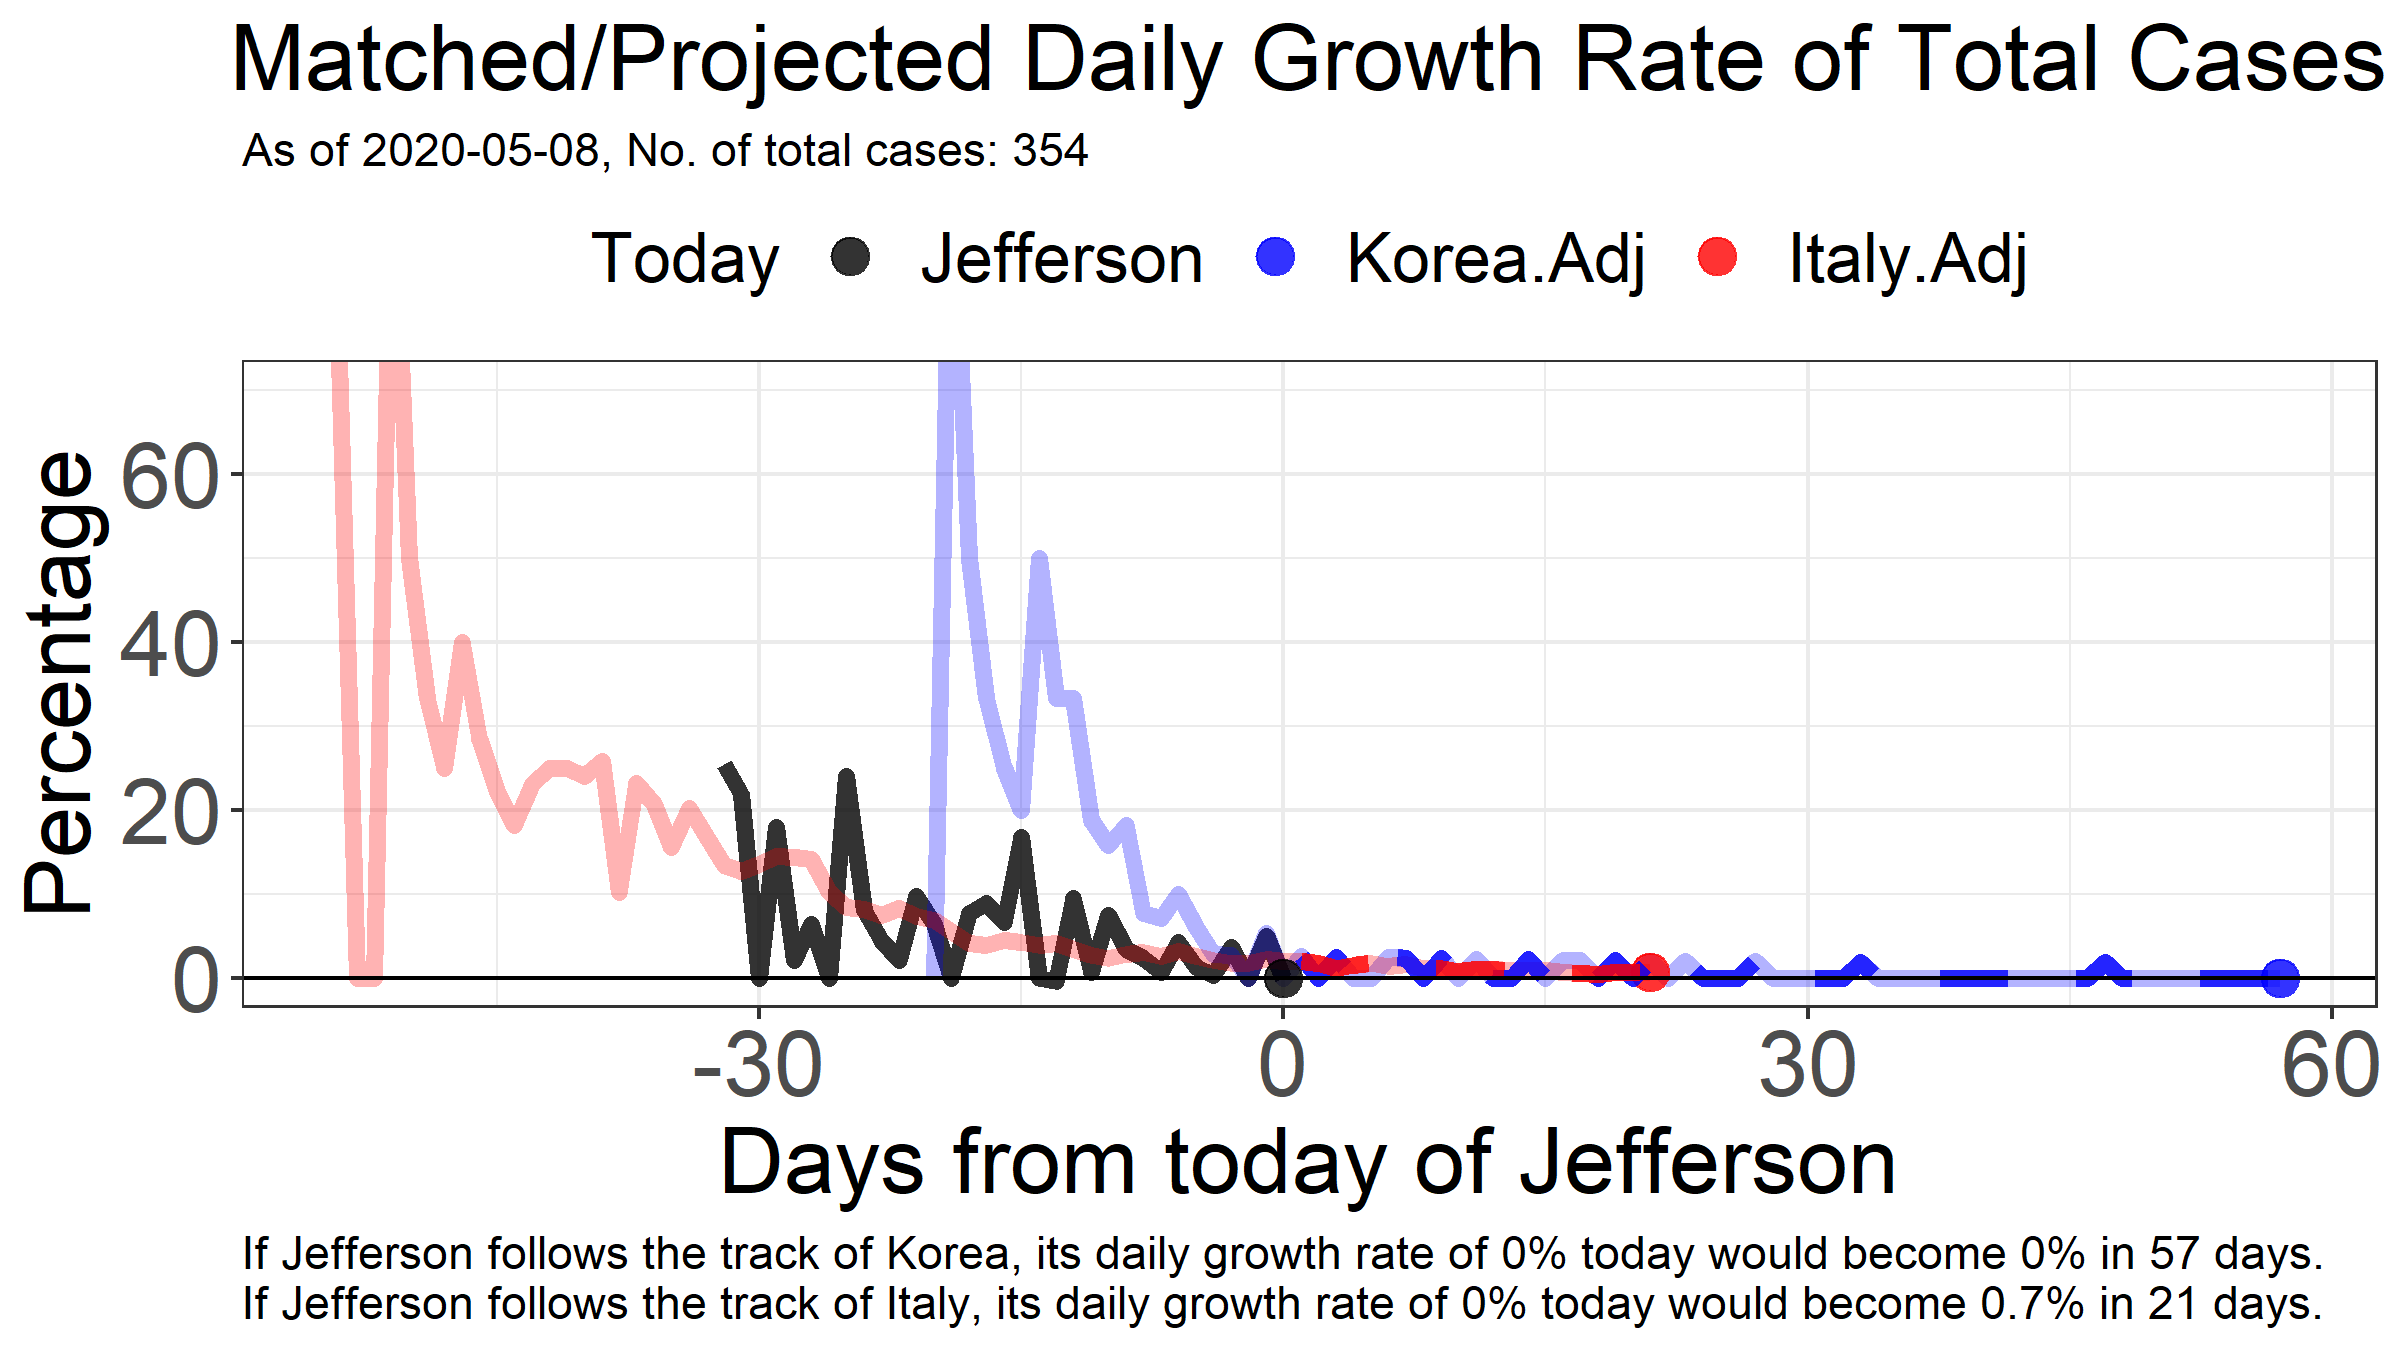 Matched/Projected Daily Growth Rate of Total Cases
As of 2020-05-08, No. of total cases: 354
Today Jefferson Korea.Adj Italy.Adj
Percentage
60
40
20
0
-30 0 30 60
Days from today of Jefferson
If Jefferson follows the track of Korea, its daily growth rate of 0% today would become 0% in 57 days.
If Jefferson follows the track of Italy, its daily growth rate of 0% today would become 0.7% in 21 days.